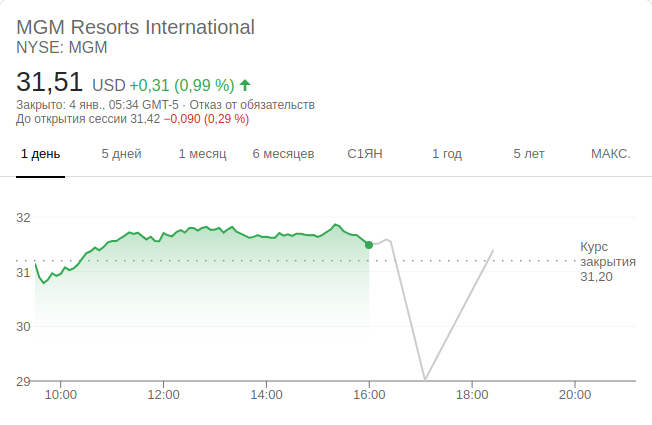 MGM Resorts International
NYSE: MGM
31,51 USD +0,31 (0,99 %)
Закрыто: 4 янв., 05:34 GMT-5 · Отказ от обязательств
До открытия сессии 31,42 −0,090 (0,29 %)
1 день 5 дней 1 месяц 6 месяцев С1ЯН 1 год 5 лет МАКС.
32
Курс
закрытия
31,20
31
30
29
10:00 12:00 14:00 16:00 18:00 20:00